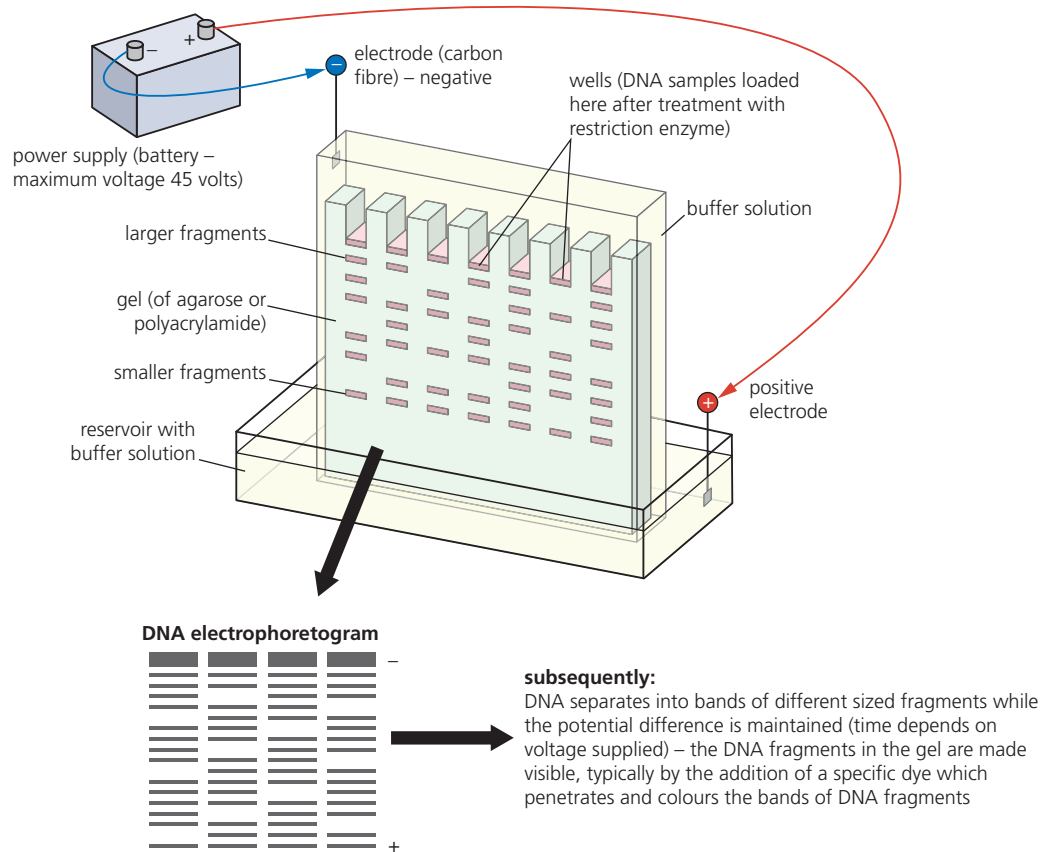 –
+
electrode (carbon
fibre) – negative
–
wells (DNA samples loaded
here after treatment with
restriction enzyme)
power supply (battery –
maximum voltage 45 volts)
buffer solution
larger fragments
gel (of agarose or
polyacrylamide)
smaller fragments
+
positive
electrode
reservoir with
buffer solution
DNA electrophoretogram
–
+
subsequently:
DNA separates into bands of different sized fragments while
the potential difference is maintained (time depends on
voltage supplied) – the DNA fragments in the gel are made
visible, typically by the addition of a specific dye which
penetrates and colours the bands of DNA fragments